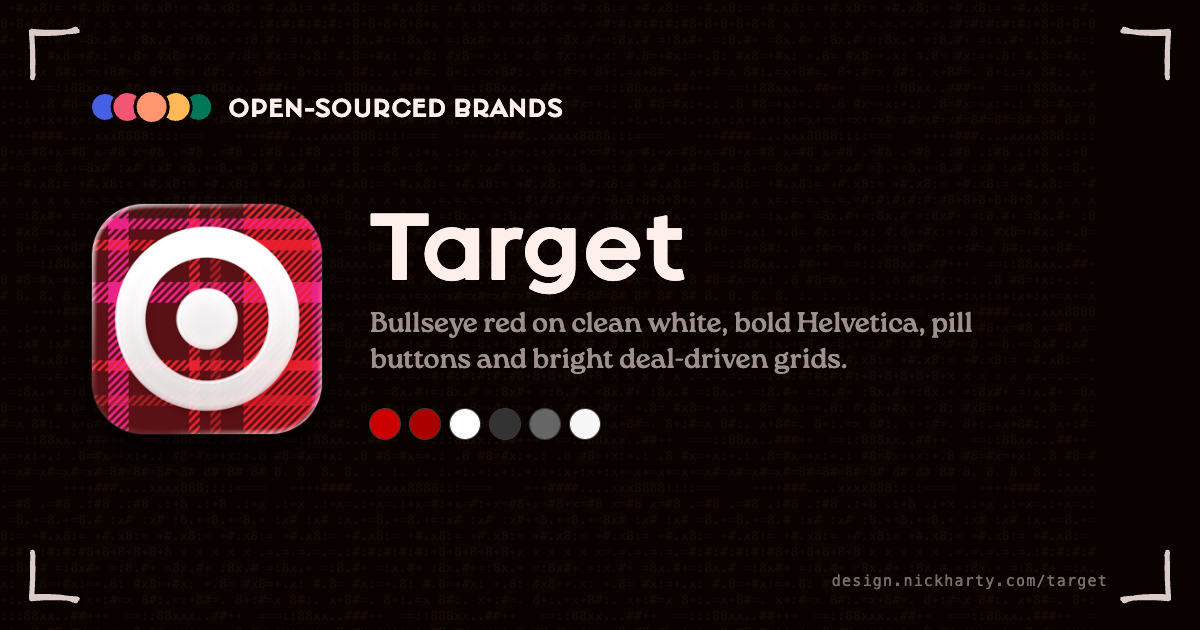 OPEN-SOURCED BRANDS
Target
Bullseye red on clean white, bold Helvetica, pill
buttons and bright deal-driven grids.
design.nickharty.com/target